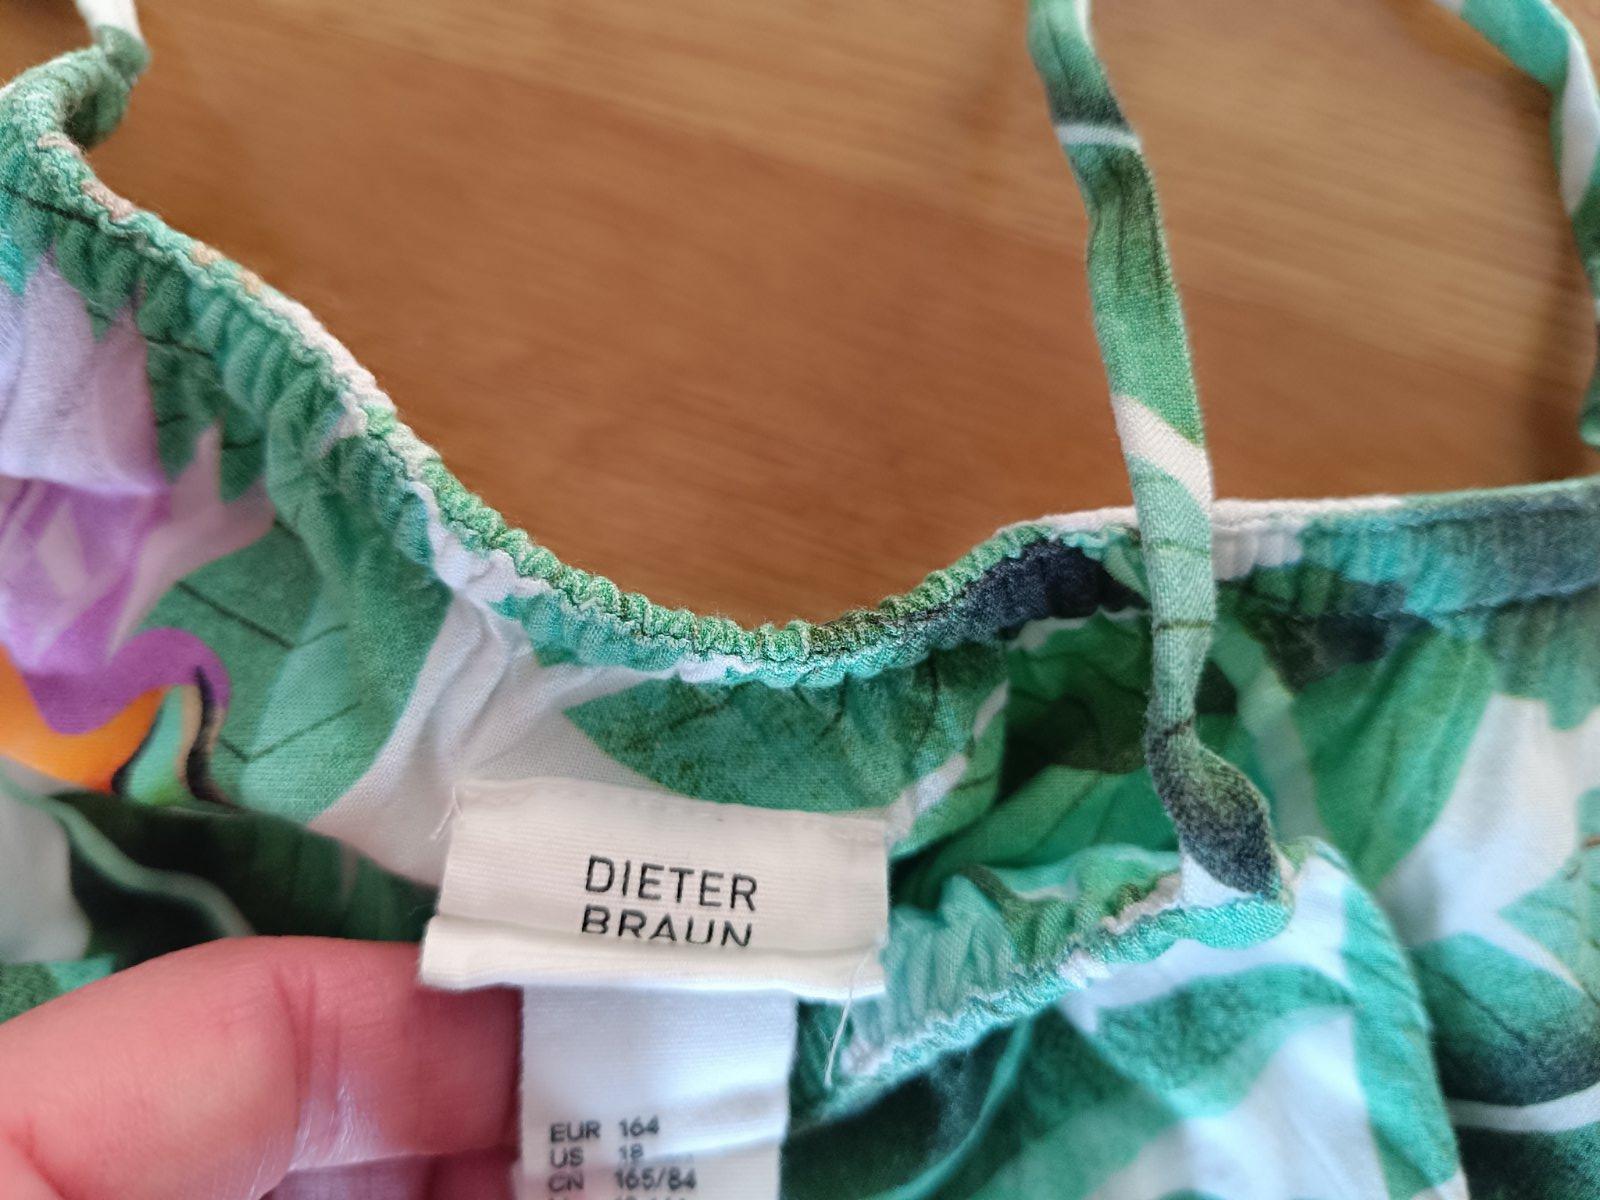 DIETER
BRAUN
EUR 164
US 18
CN 165/84